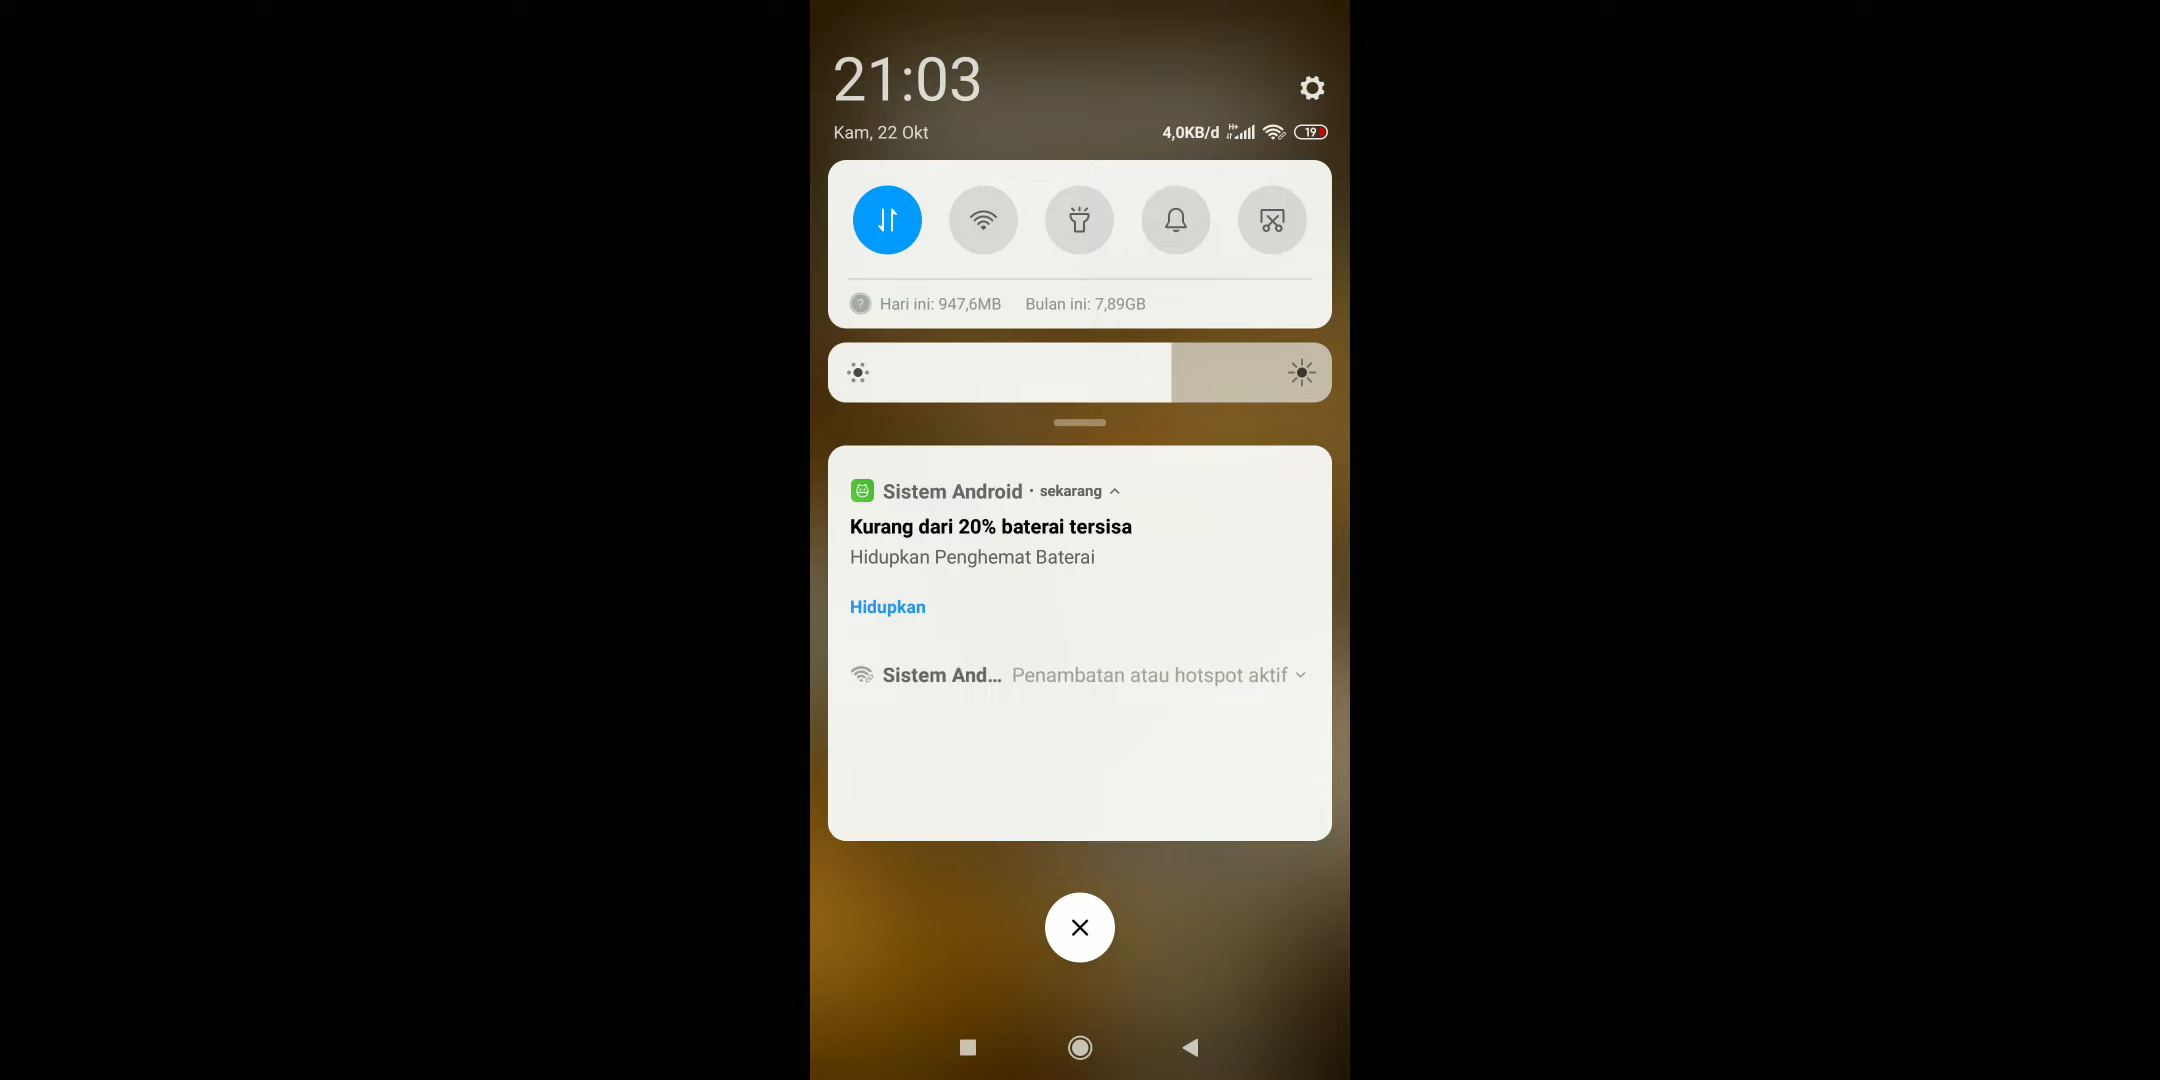 21:03
Kam, 22 Okt
4,0KB/d H+ 19
Hari ini: 947,6MB Bulan ini: 7,89GB
Sistem Android · sekarang
Kurang dari 20% baterai tersisa
Hidupkan Penghemat Baterai
Hidupkan
Sistem And... Penambatan atau hotspot aktif